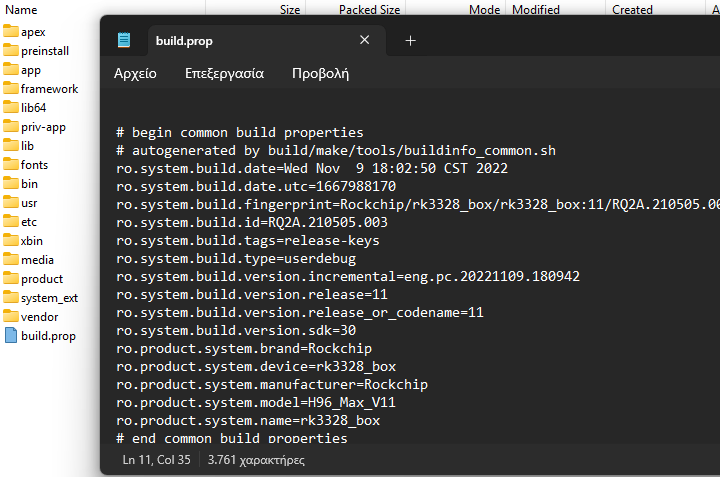 Name Size Packed Size Mode Modified Created
apex
preinstall
app
framework
lib64
priv-app
lib
fonts
bin
usr
etc
xbin
media
product
system_ext
vendor
build.prop
build.prop
Αρχείο Επεξεργασία Προβολή
# begin common build properties
# autogenerated by build/make/tools/buildinfo_common.sh
ro.system.build.date=Wed Nov  9 18:02:50 CST 2022
ro.system.build.date.utc=1667988170
ro.system.build.fingerprint=Rockchip/rk3328_box/rk3328_box:11/RQ2A.210505.00
ro.system.build.id=RQ2A.210505.003
ro.system.build.tags=release-keys
ro.system.build.type=userdebug
ro.system.build.version.incremental=eng.pc.20221109.180942
ro.system.build.version.release=11
ro.system.build.version.release_or_codename=11
ro.system.build.version.sdk=30
ro.product.system.brand=Rockchip
ro.product.system.device=rk3328_box
ro.product.system.manufacturer=Rockchip
ro.product.system.model=H96_Max_V11
ro.product.system.name=rk3328_box
# end common build properties
Ln 11, Col 35 3.761 χαρακτήρες